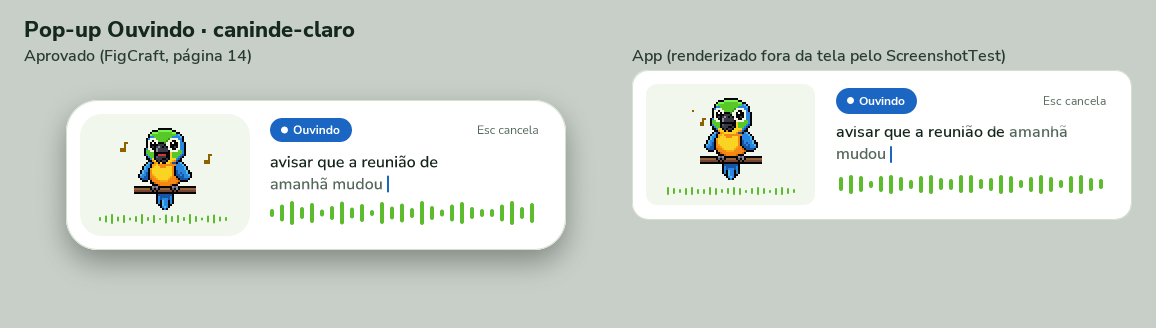 Pop-up Ouvindo · caninde-claro
Aprovado (FigCraft, página 14)
Ouvindo
Esc cancela
avisar que a reunião de
amanhã mudou
App (renderizado fora da tela pelo ScreenshotTest)
Ouvindo
Esc cancela
avisar que a reunião de amanhã
mudou